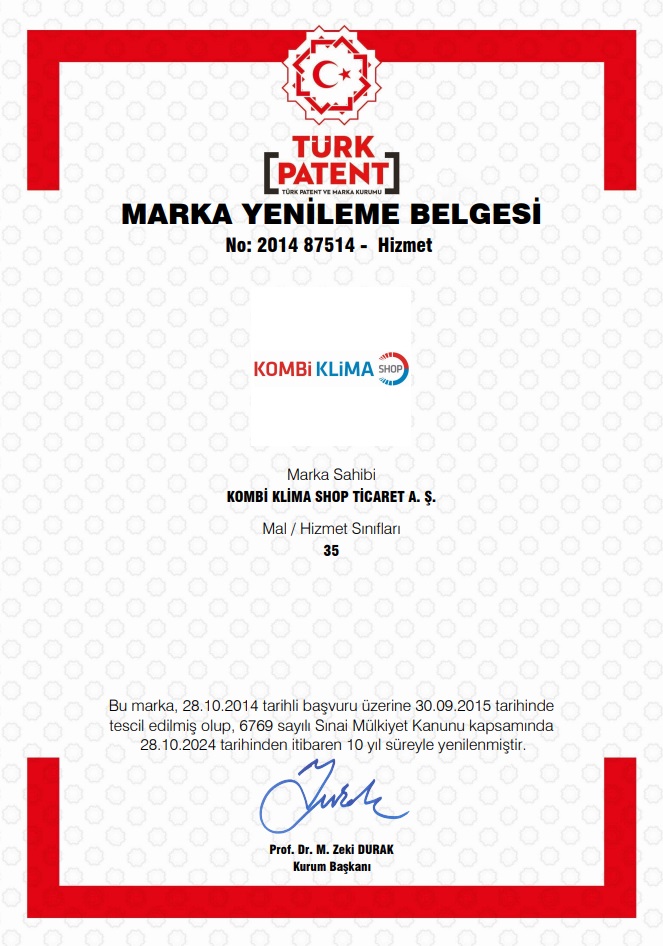 TÜRK
PATENT
TÜRK PATENT VE MARKA KURUMU
MARKA YENİLEME BELGESİ
No: 2014 87514 - Hizmet
KOMBi KLiMA SHOP
Marka Sahibi
KOMBİ KLİMA SHOP TİCARET A. Ş.
Mal / Hizmet Sınıfları
35
Bu marka, 28.10.2014 tarihli başvuru üzerine 30.09.2015 tarihinde
tescil edilmiş olup, 6769 sayılı Sınai Mülkiyet Kanunu kapsamında
28.10.2024 tarihinden itibaren 10 yıl süreyle yenilenmiştir.
Durak
Prof. Dr. M. Zeki DURAK
Kurum Başkanı